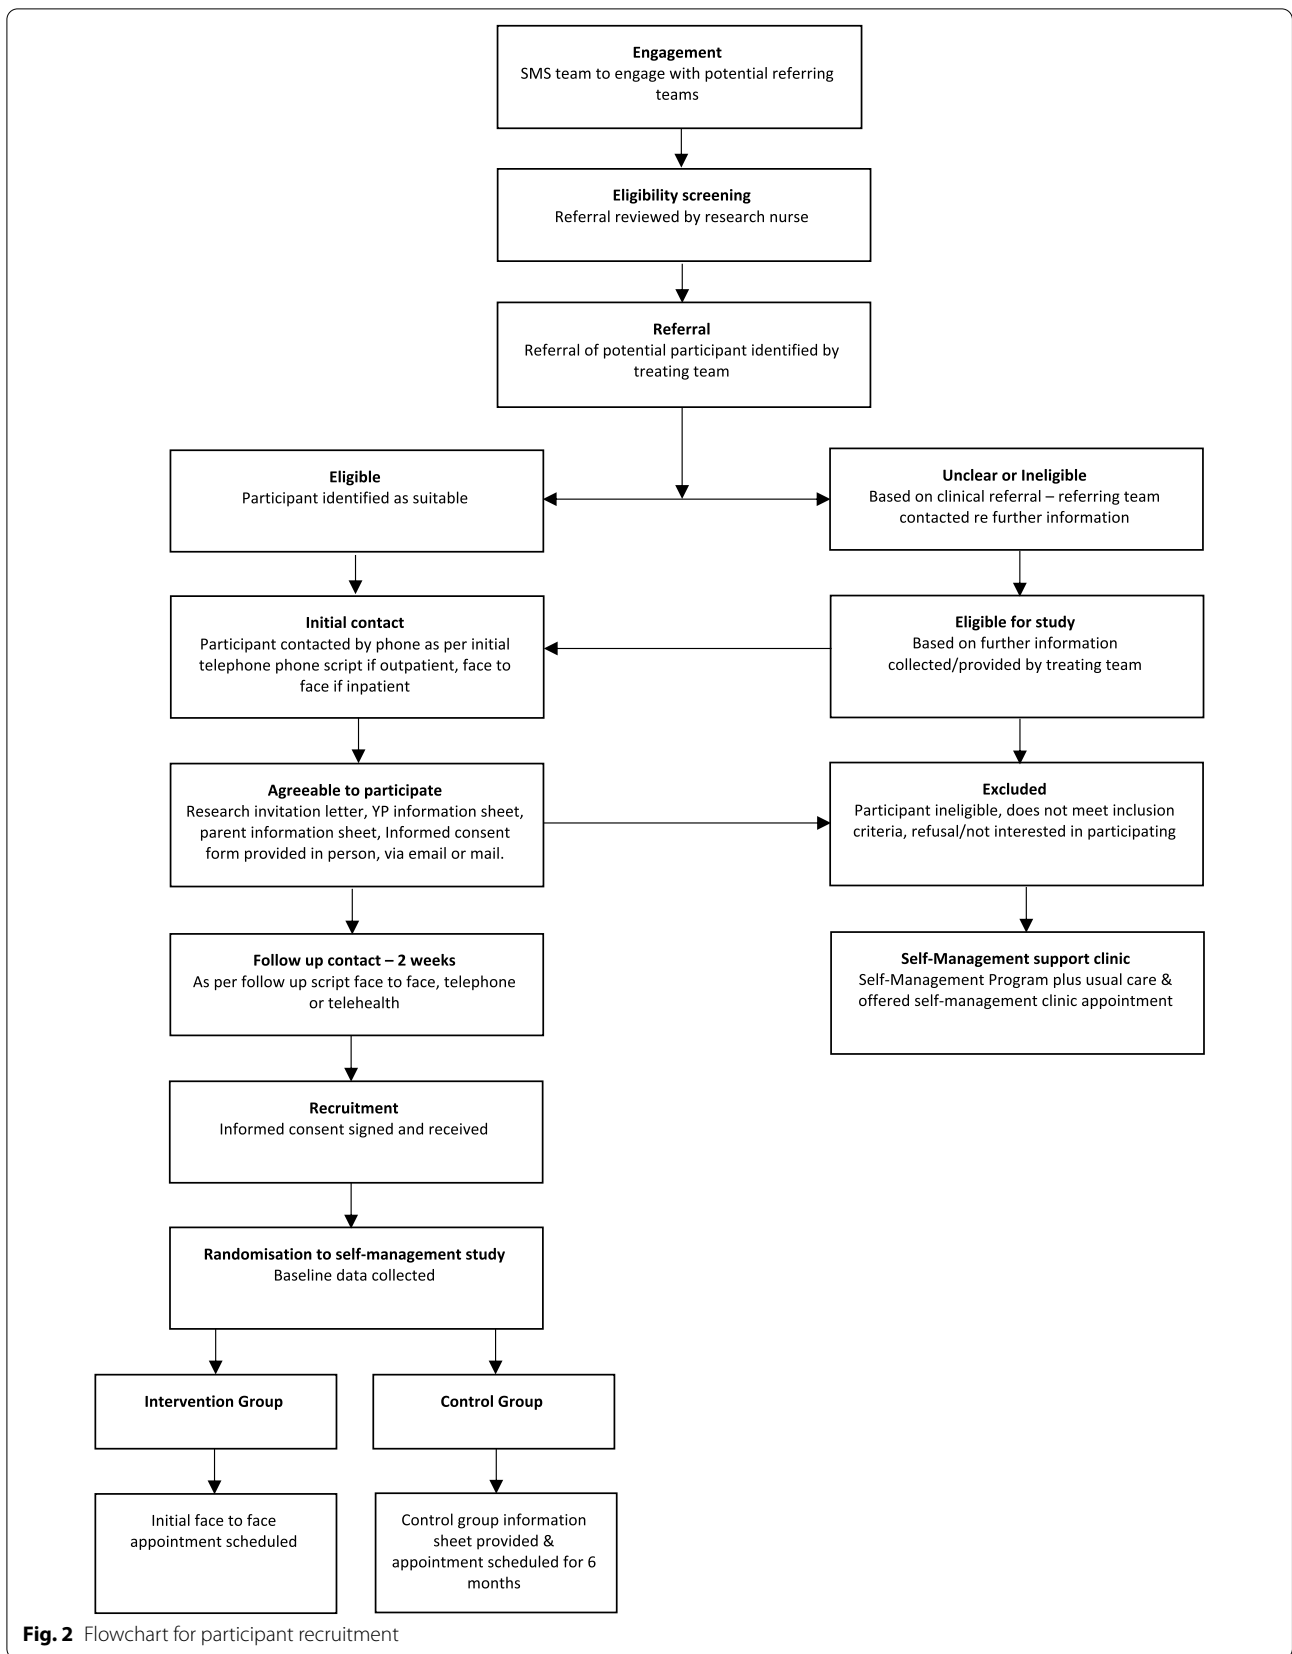 Engagement
SMS team to engage with potential referring
teams
Eligibility screening
Referral reviewed by research nurse
Referral
Referral of potential participant identified by
treating team
Eligible
Participant identified as suitable
Unclear or Ineligible
Based on clinical referral – referring team
contacted re further information
Initial contact
Participant contacted by phone as per initial
telephone phone script if outpatient, face to
face if inpatient
Eligible for study
Based on further information
collected/provided by treating team
Agreeable to participate
Research invitation letter, YP information sheet,
parent information sheet, Informed consent
form provided in person, via email or mail.
Excluded
Participant ineligible, does not meet inclusion
criteria, refusal/not interested in participating
Follow up contact – 2 weeks
As per follow up script face to face, telephone
or telehealth
Self-Management support clinic
Self-Management Program plus usual care &
offered self-management clinic appointment
Recruitment
Informed consent signed and received
Randomisation to self-management study
Baseline data collected
Intervention Group
Control Group
Initial face to face
appointment scheduled
Control group information
sheet provided &
appointment scheduled for 6
months
Fig. 2 Flowchart for participant recruitment